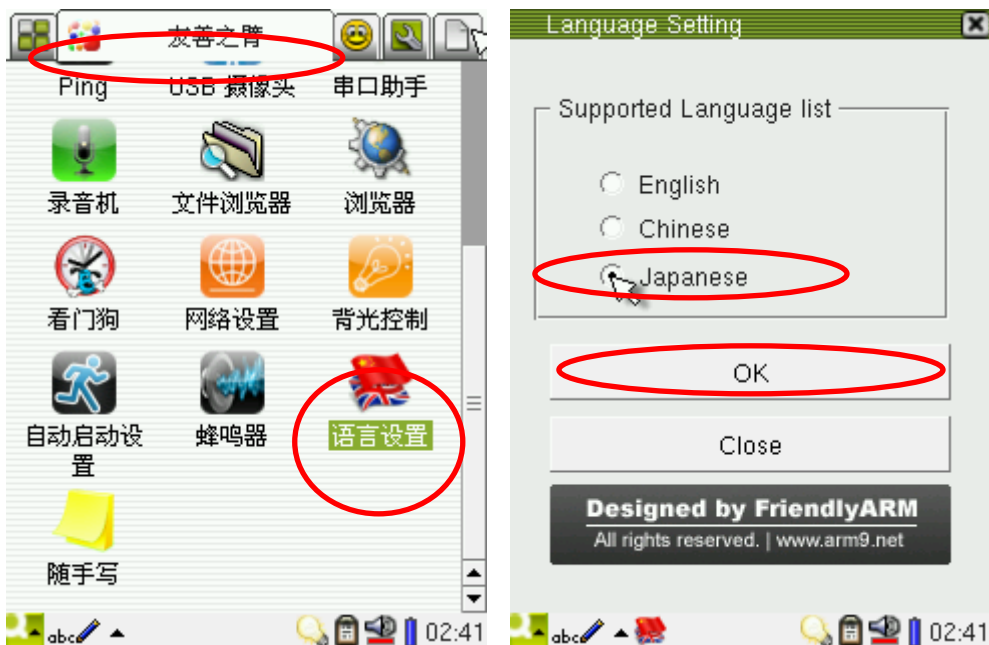 友善之臂
Ping
USB 摄像头
串口助手
录音机
文件浏览器
浏览器
看门狗
网络设置
背光控制
自动启动设
置
蜂鸣器
语言设置
随手写
abc
02:41
Language Setting
Supported Language list
English
Chinese
Japanese
OK
Close
Designed by FriendlyARM
All rights reserved. | www.arm9.net
abc
02:41